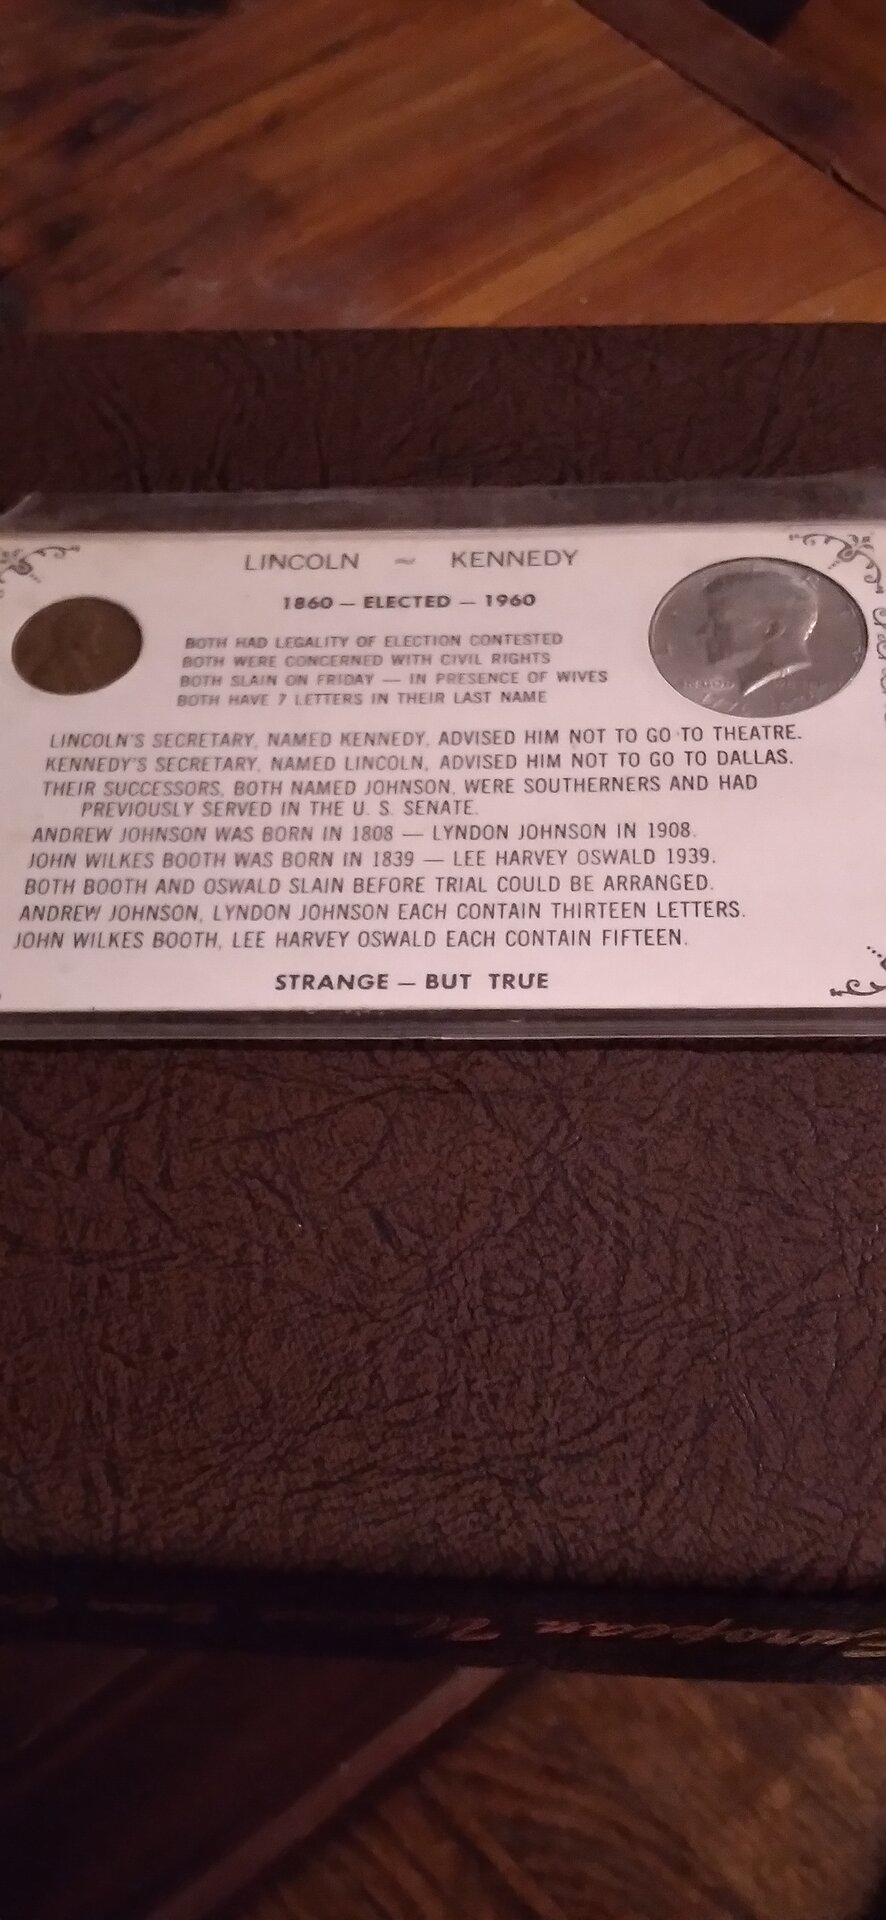 LINCOLN ~ KENNEDY
1860 — ELECTED — 1960
BOTH HAD LEGALITY OF ELECTION CONTESTED
BOTH WERE CONCERNED WITH CIVIL RIGHTS
BOTH SLAIN ON FRIDAY — IN PRESENCE OF WIVES
BOTH HAVE 7 LETTERS IN THEIR LAST NAME
LINCOLN'S SECRETARY, NAMED KENNEDY, ADVISED HIM NOT TO GO TO THEATRE.
KENNEDY'S SECRETARY, NAMED LINCOLN, ADVISED HIM NOT TO GO TO DALLAS.
THEIR SUCCESSORS, BOTH NAMED JOHNSON, WERE SOUTHERNERS AND HAD
PREVIOUSLY SERVED IN THE U. S. SENATE.
ANDREW JOHNSON WAS BORN IN 1808 — LYNDON JOHNSON IN 1908.
JOHN WILKES BOOTH WAS BORN IN 1839 — LEE HARVEY OSWALD 1939.
BOTH BOOTH AND OSWALD SLAIN BEFORE TRIAL COULD BE ARRANGED.
ANDREW JOHNSON, LYNDON JOHNSON EACH CONTAIN THIRTEEN LETTERS.
JOHN WILKES BOOTH, LEE HARVEY OSWALD EACH CONTAIN FIFTEEN.
STRANGE — BUT TRUE
European